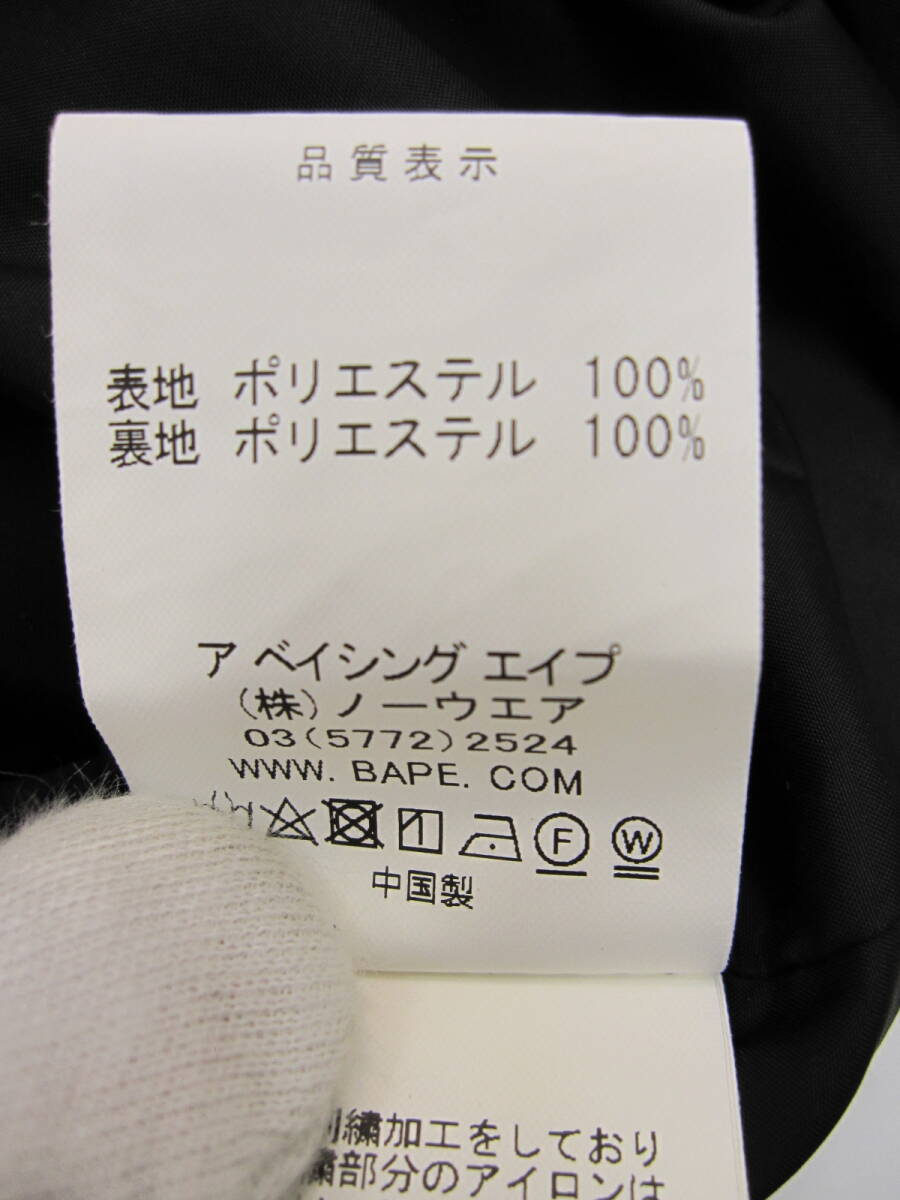 品質表示
表地 ポリエステル 100%
裏地 ポリエステル 100%
ア ベイシング エイプ
(株)ノーウエア
03(5772)2524
WWW. BAPE. COM
F W
中国製
繍加工をしており
繍部分のアイロンは